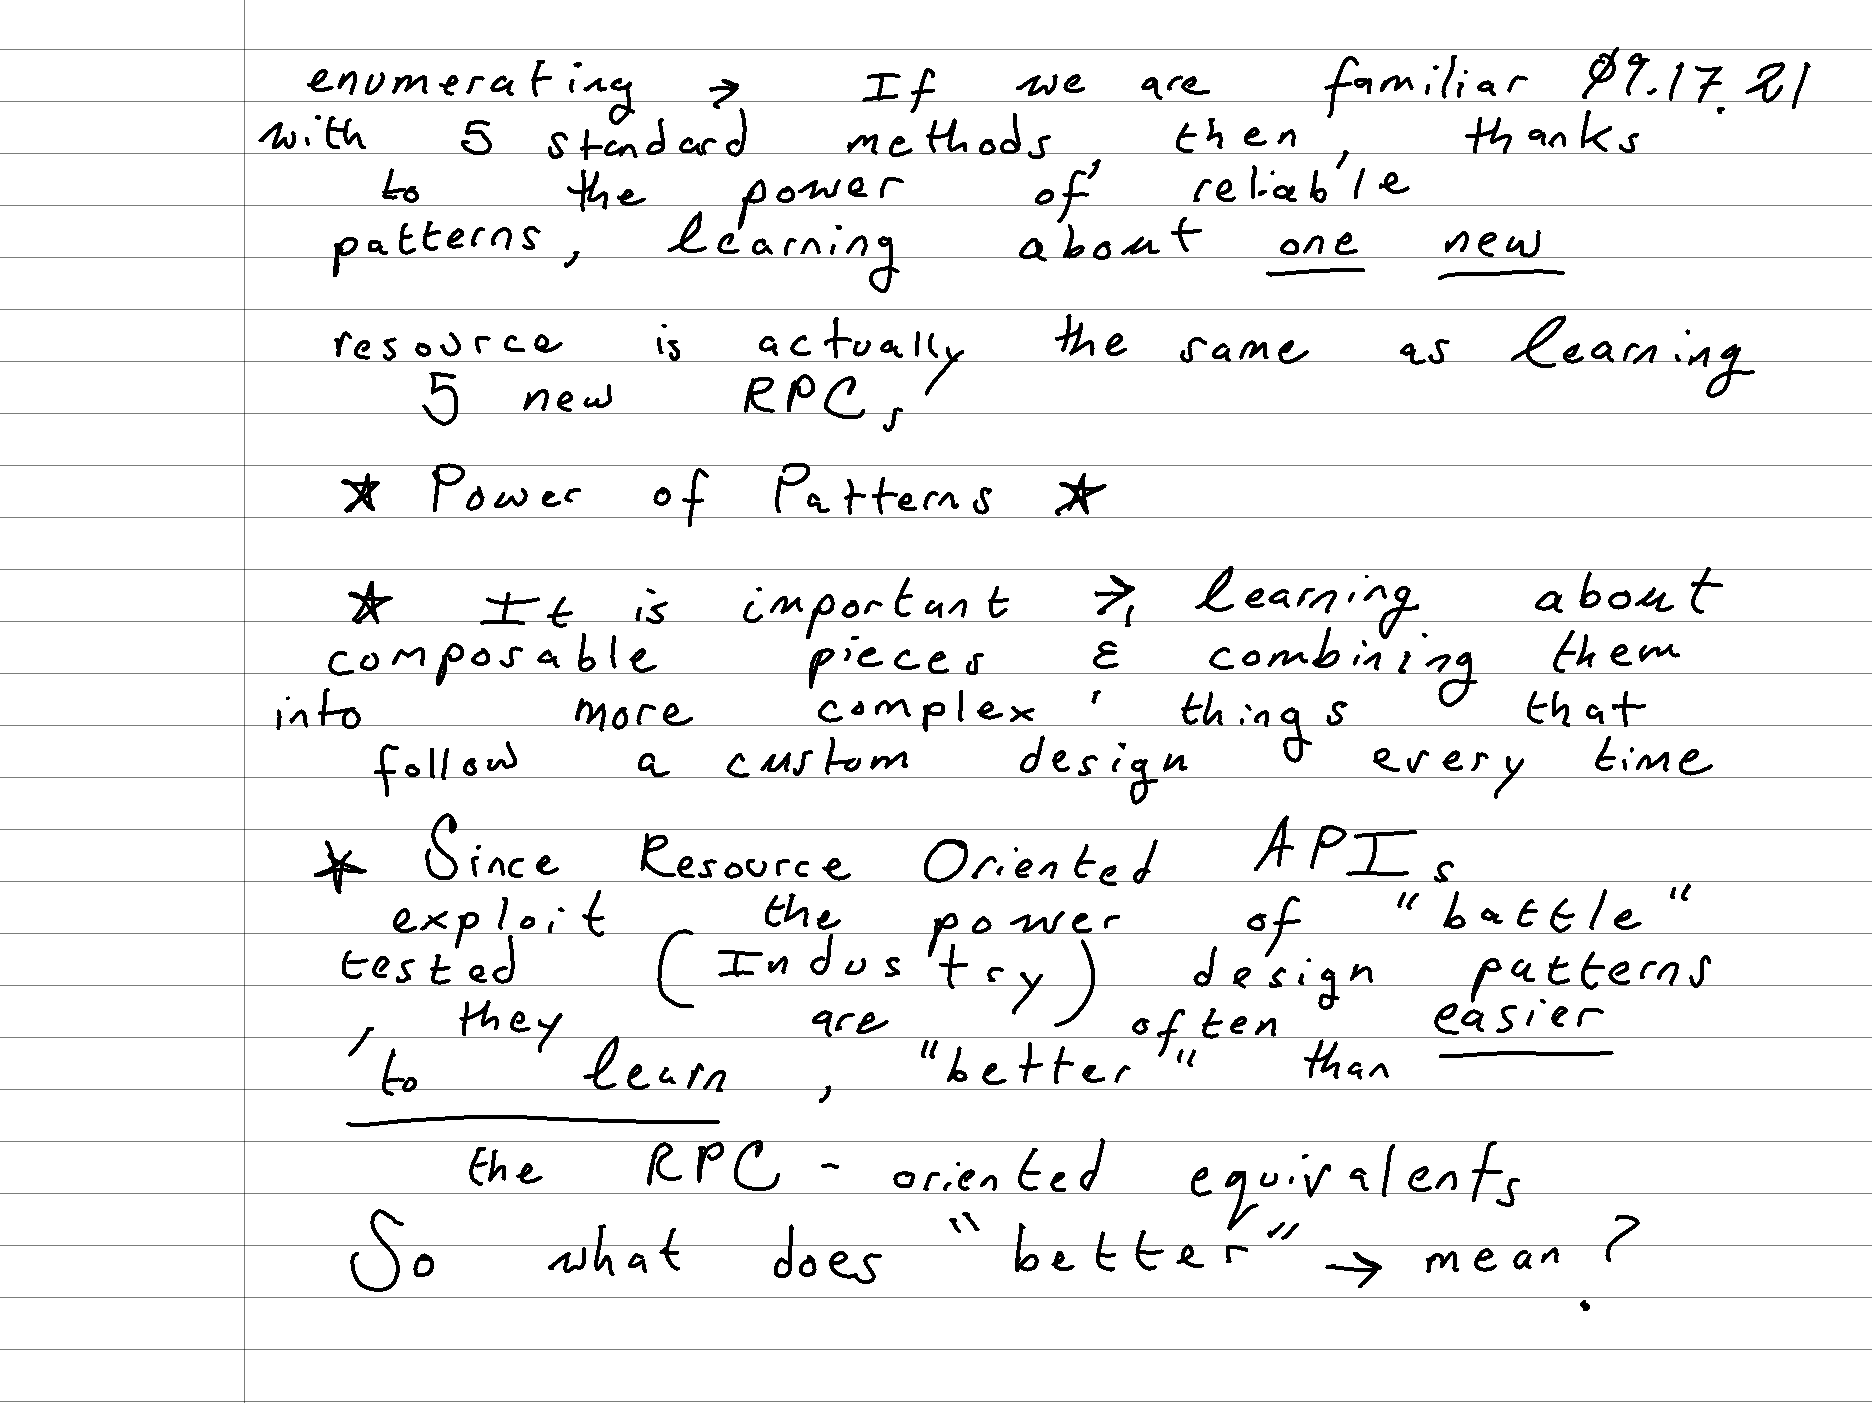 enumerating → If we are familiar Ø9.17.21
with 5 standard methods, then, thanks
to the power of reliable
patterns, learning about one new
resource is actually the same as learning
5 new RPCs
★ Power of Patterns ★
★ It is important → learning about
composable pieces & combining them
into more complex things that
follow a custom design every time
★ Since Resource Oriented APIs
exploit the power of "battle"
tested (Industry) design patterns
, they are often easier
to learn, "better" than
the RPC - oriented equivalents
So what does "better" → mean?